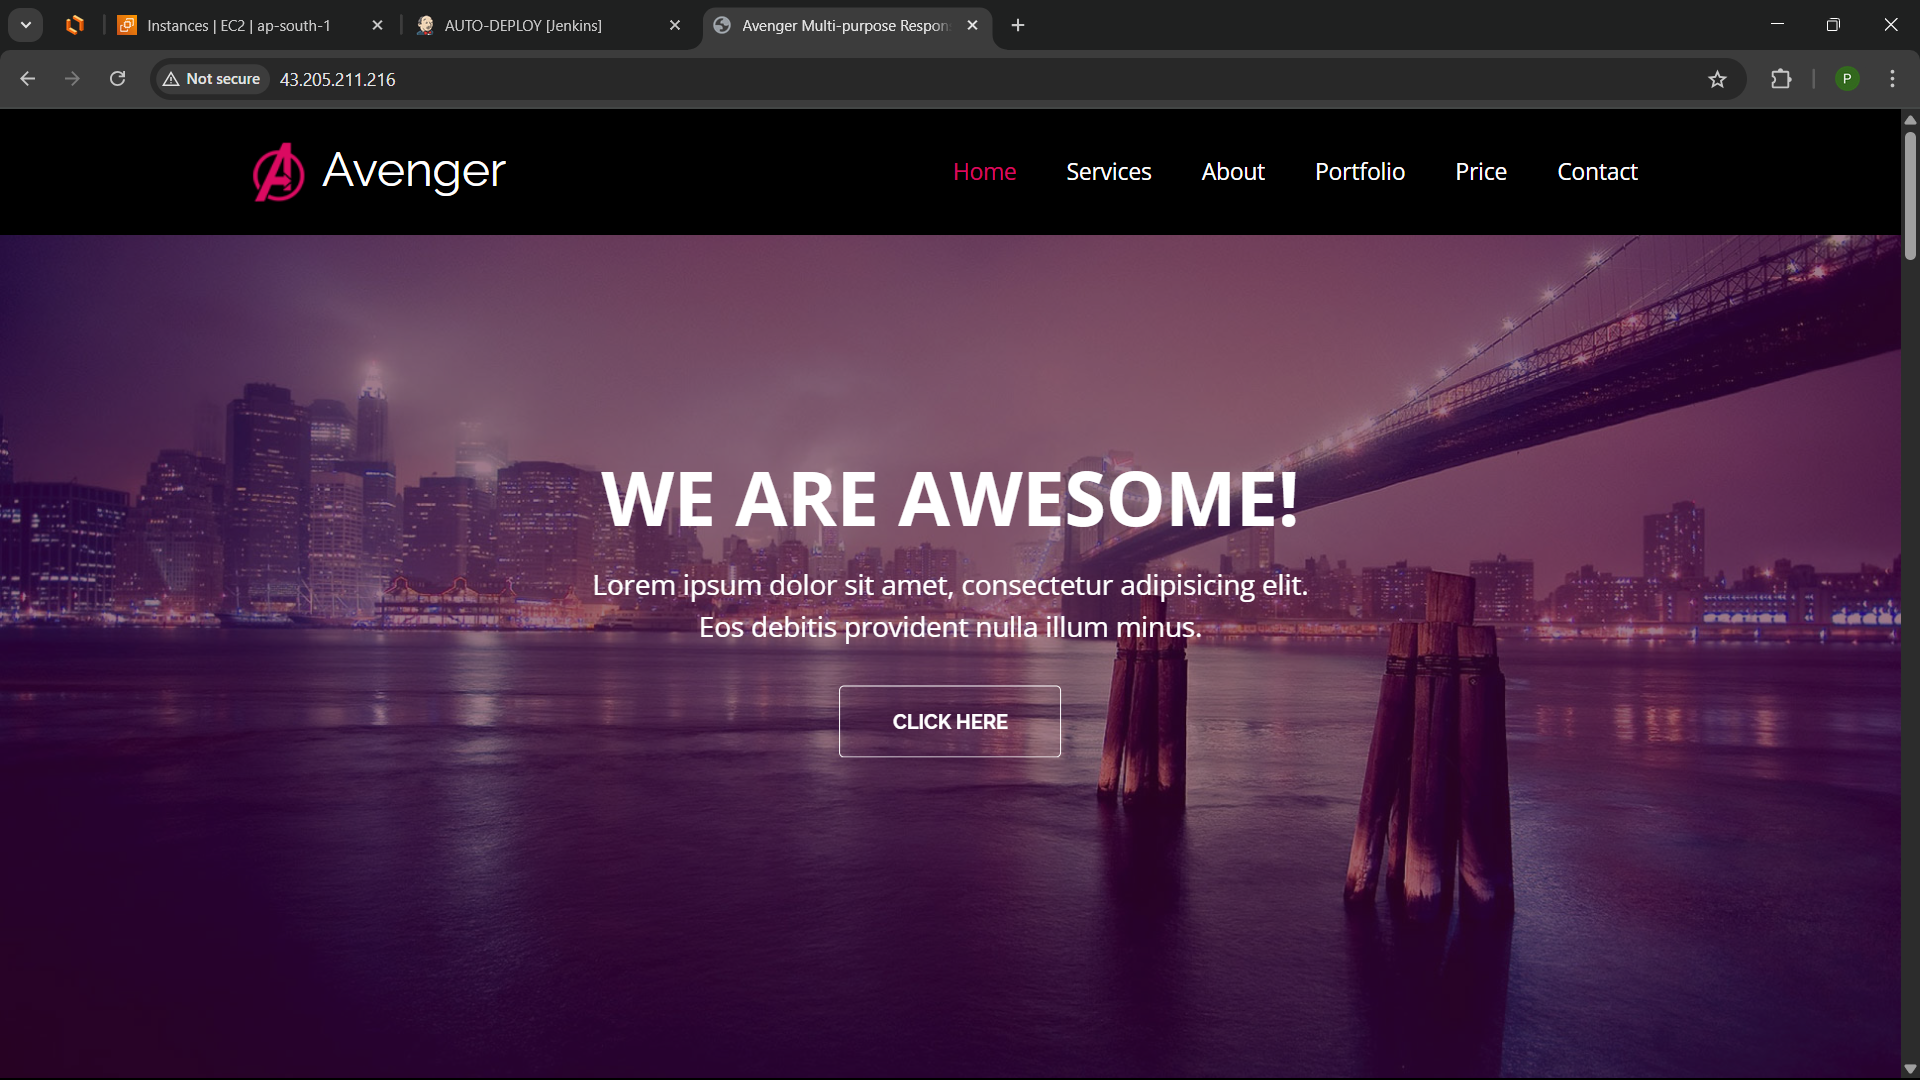 Instances | EC2 | ap-south-1
AUTO-DEPLOY [Jenkins]
Avenger Multi-purpose Respon
Not secure
43.205.211.216
P
Avenger
Home
Services
About
Portfolio
Price
Contact
WE ARE AWESOME!
Lorem ipsum dolor sit amet, consectetur adipisicing elit.
Eos debitis provident nulla illum minus.
CLICK HERE